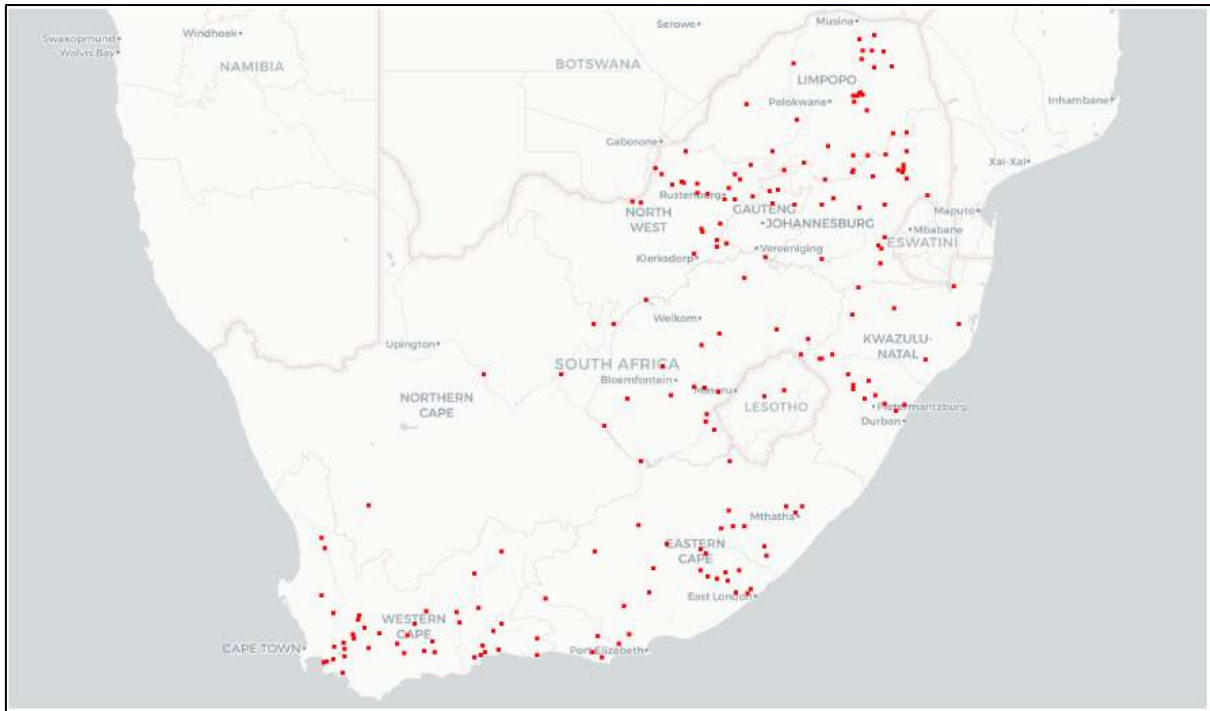 Musina
Serowe
Swakopmund
Windhoek
Walvis Bay
NAMIBIA
BOTSWANA
LIMPOPO
Polokwane
Inhambane
Gaborone
Xai-Xai
Rustenberg
NORTH
WEST
GAUTENG
JOHANNESBURG
Maputo
Mbabane
ESWATINI
Vereeniging
Klerksdorp
Welkom
Upington
KWAZULU-
NATAL
SOUTH AFRICA
Bloemfontein
Maseru
NORTHERN
CAPE
LESOTHO
Pietermaritzburg
Durban
Mthatha
EASTERN
CAPE
East London
WESTERN
CAPE
CAPE TOWN
Port Elizabeth